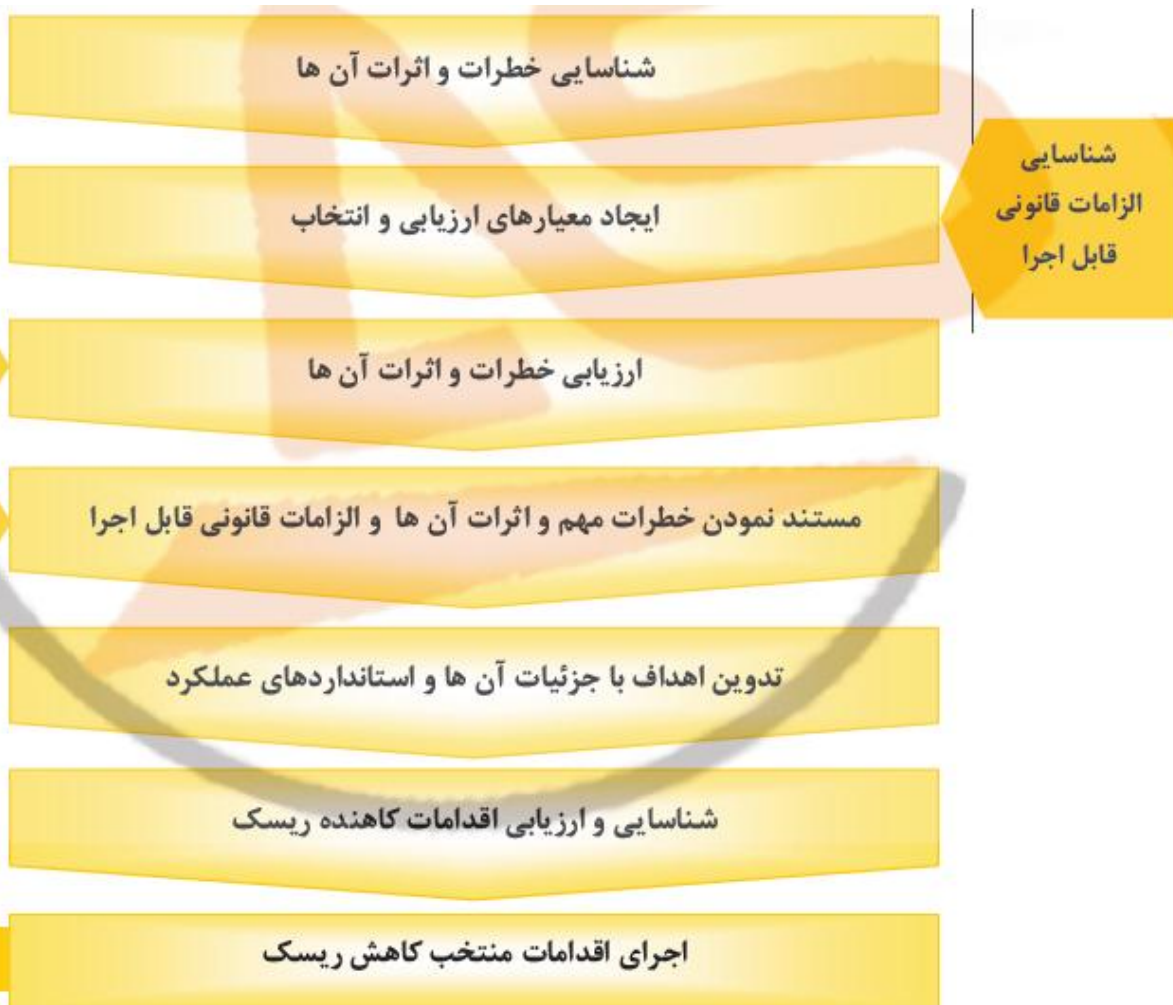 شناسایی خطرات و اثرات آن ها
شناسایی
الزامات قانونی
قابل اجرا
ایجاد معیارهای ارزیابی و انتخاب
ارزیابی خطرات و اثرات آن ها
مستند نمودن خطرات مهم و اثرات آن ها و الزامات قانونی قابل اجرا
تدوین اهداف با جزئیات آن ها و استانداردهای عملکرد
شناسایی و ارزیابی اقدامات کاهنده ریسک
اجرای اقدامات منتخب کاهش ریسک